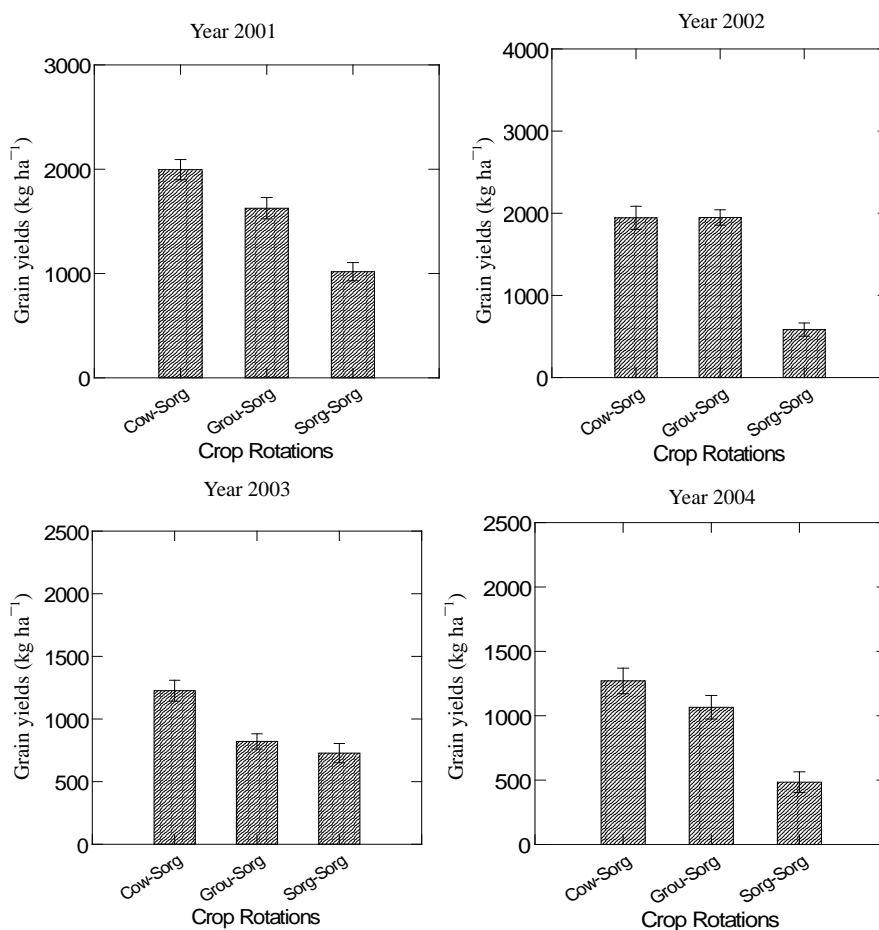 Year 2001
Grain yields (kg ha⁻¹)
3000
2000
1000
0
Cow-Sorg
Grou-Sorg
Sorg-Sorg
Crop Rotations
Year 2002
Grain yields (kg ha⁻¹)
4000
3000
2000
1000
0
Cow-Sorg
Grou-Sorg
Sorg-Sorg
Crop Rotations
Year 2003
Grain yields (kg ha⁻¹)
2500
2000
1500
1000
500
0
Cow-Sorg
Grou-Sorg
Sorg-Sorg
Crop Rotations
Year 2004
Grain yields (kg ha⁻¹)
2500
2000
1500
1000
500
0
Cow-Sorg
Grou-Sorg
Sorg-Sorg
Crop Rotations